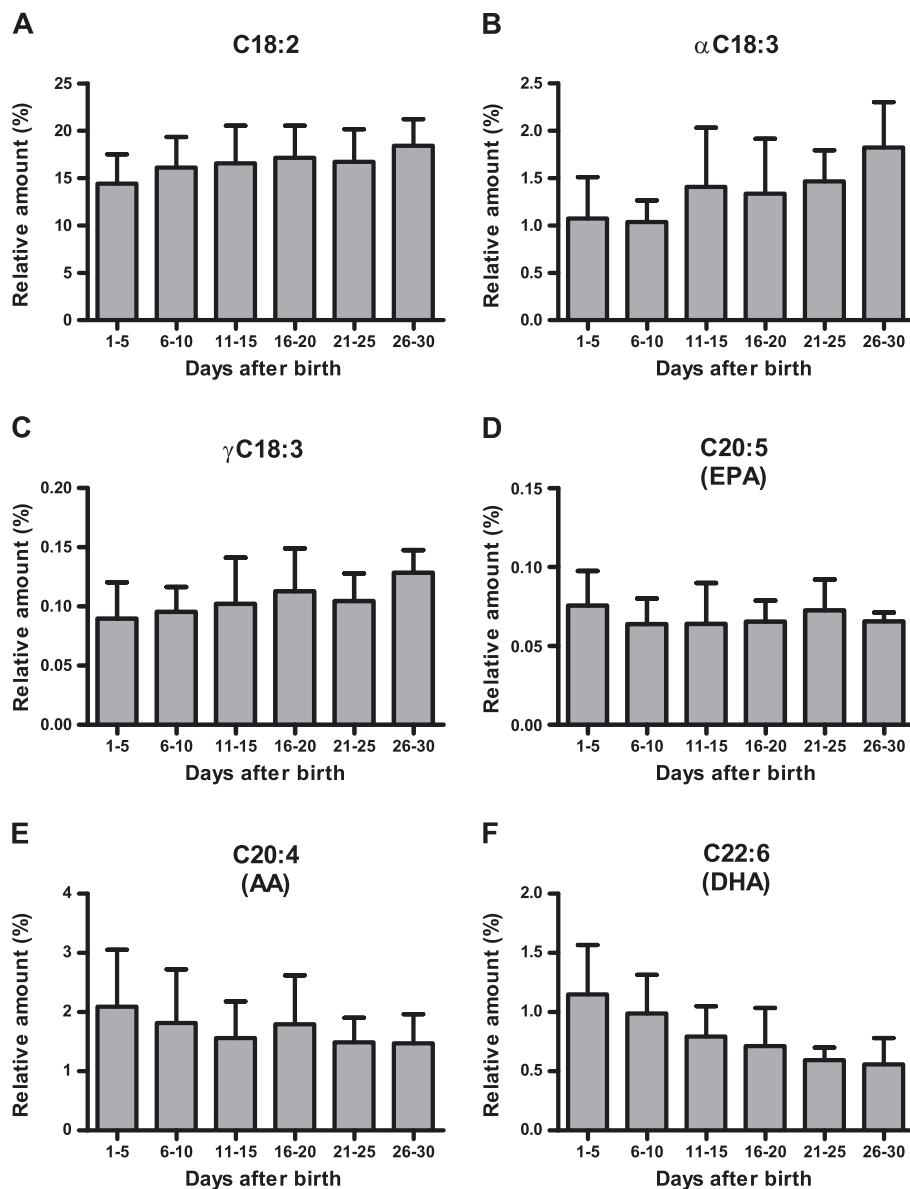 A
C18:2
Relative amount (%)
25
20
15
10
5
0
1-5 6-10 11-15 16-20 21-25 26-30
Days after birth
B
αC18:3
Relative amount (%)
2.5
2.0
1.5
1.0
0.5
0.0
1-5 6-10 11-15 16-20 21-25 26-30
Days after birth
C
γC18:3
Relative amount (%)
0.20
0.15
0.10
0.05
0.00
1-5 6-10 11-15 16-20 21-25 26-30
Days after birth
D
C20:5
(EPA)
Relative amount (%)
0.15
0.10
0.05
0.00
1-5 6-10 11-15 16-20 21-25 26-30
Days after birth
E
C20:4
(AA)
Relative amount (%)
4
3
2
1
0
1-5 6-10 11-15 16-20 21-25 26-30
Days after birth
F
C22:6
(DHA)
Relative amount (%)
2.0
1.5
1.0
0.5
0.0
1-5 6-10 11-15 16-20 21-25 26-30
Days after birth